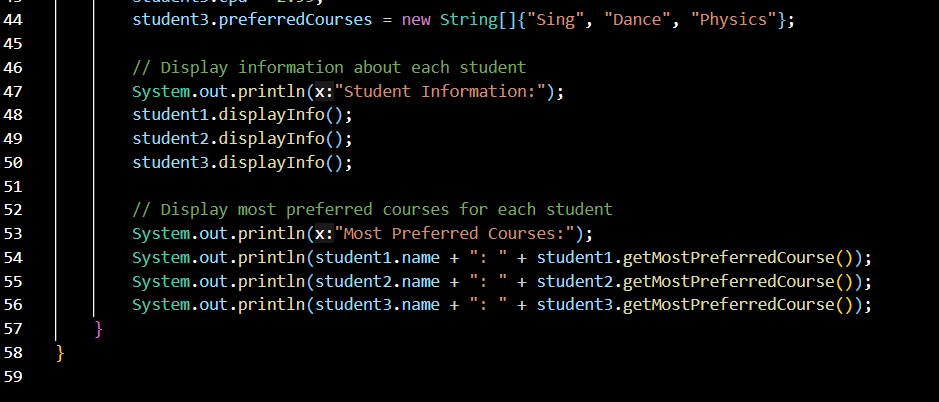 44 student3.preferredCourses = new String[]{"Sing", "Dance", "Physics"};
45
46 // Display information about each student
47 System.out.println(x:"Student Information:");
48 student1.displayInfo();
49 student2.displayInfo();
50 student3.displayInfo();
51
52 // Display most preferred courses for each student
53 System.out.println(x:"Most Preferred Courses:");
54 System.out.println(student1.name + ": " + student1.getMostPreferredCourse());
55 System.out.println(student2.name + ": " + student2.getMostPreferredCourse());
56 System.out.println(student3.name + ": " + student3.getMostPreferredCourse());
57 }
58 }
59